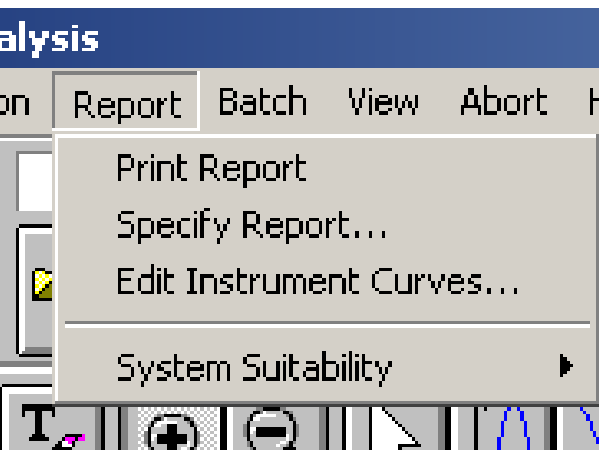 alysis
on Report Batch View Abort H
Print Report
Specify Report...
Edit Instrument Curves...
System Suitability
T